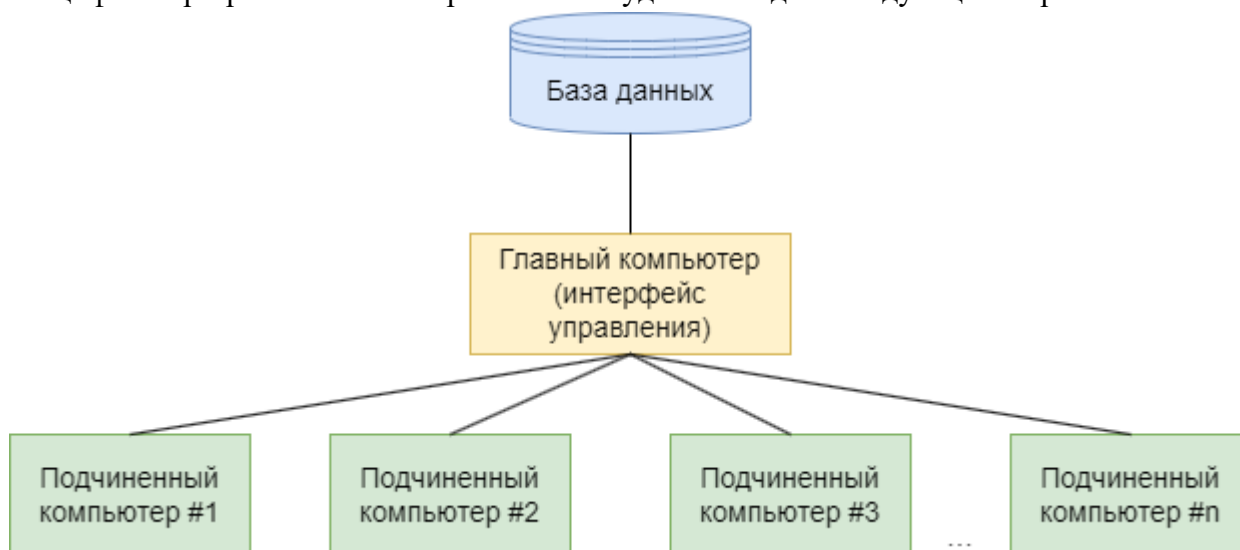 База данных
Главный компьютер
(интерфейс
управления)
Подчиненный
компьютер #1
Подчиненный
компьютер #2
Подчиненный
компьютер #3
...
Подчиненный
компьютер #n